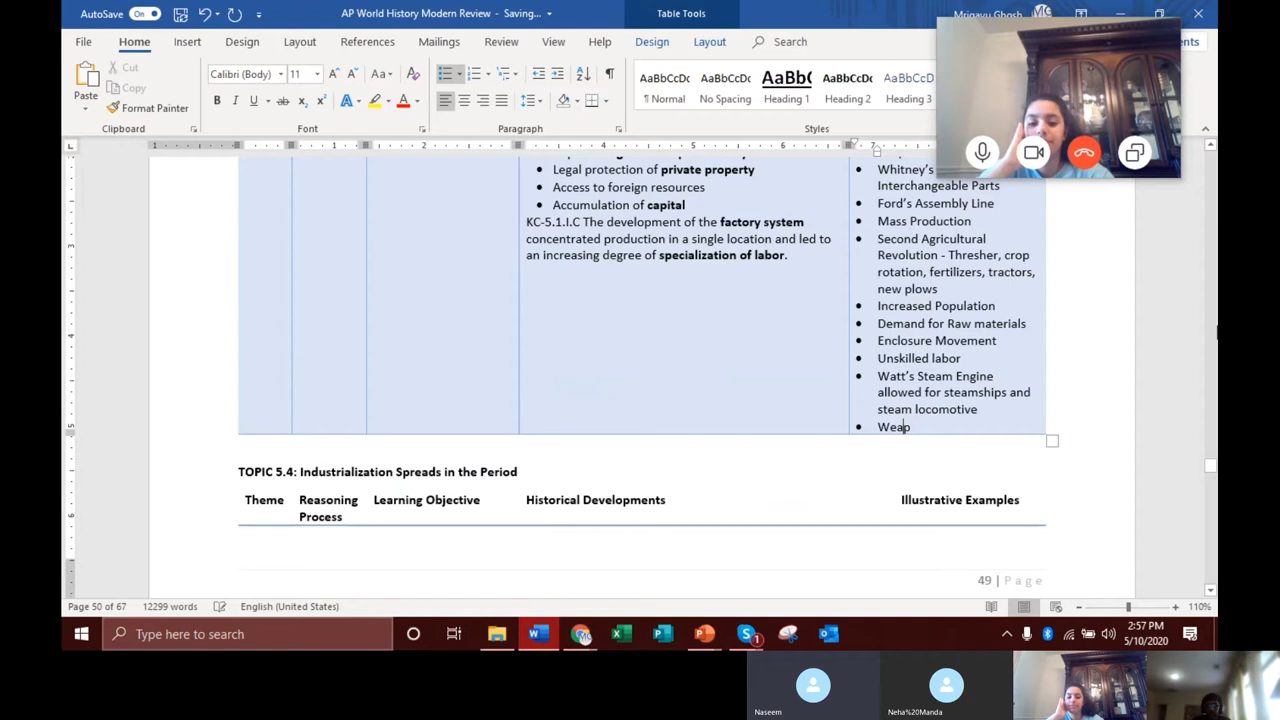 AutoSave On AP World History Modern Review - Saving... Table Tools Mrigavu Ghosh MG
File Home Insert Design Layout References Mailings Review View Help Design Layout Search
Paste Cut Copy Format Painter
Calibri (Body) 11
AaBbCcDc AaBbCcDc AaBbC AaBbCcDc AaBbCcDc
¶ Normal No Spacing Heading 1 Heading 2 Heading 3
Clipboard Font Paragraph Styles
Legal protection of private property
Access to foreign resources
Accumulation of capital
KC-5.1.I.C The development of the factory system
concentrated production in a single location and led to
an increasing degree of specialization of labor.
Whitney's
Interchangeable Parts
Ford's Assembly Line
Mass Production
Second Agricultural
Revolution - Thresher, crop
rotation, fertilizers, tractors,
new plows
Increased Population
Demand for Raw materials
Enclosure Movement
Unskilled labor
Watt's Steam Engine
allowed for steamships and
steam locomotive
Weap
TOPIC 5.4: Industrialization Spreads in the Period
Theme Reasoning Process Learning Objective Historical Developments Illustrative Examples
49 | Page
Page 50 of 67 12299 words English (United States) 110%
Type here to search
2:57 PM
5/10/2020
Naseem Neha%20Manda